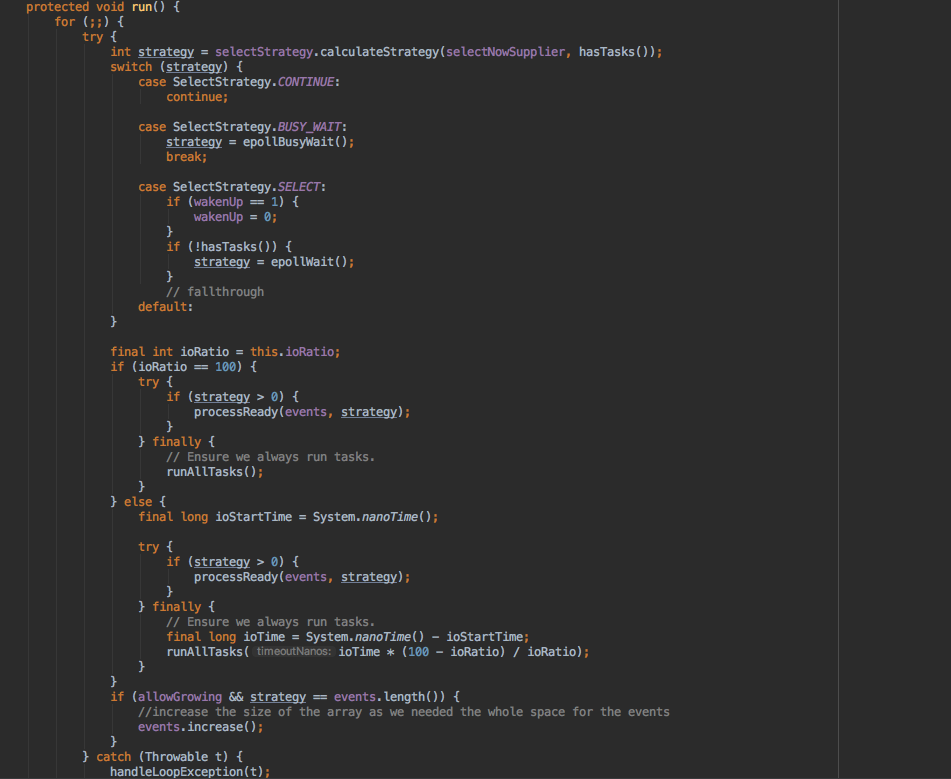 protected void run() {
for (;;) {
try {
int strategy = selectStrategy.calculateStrategy(selectNowSupplier, hasTasks());
switch (strategy) {
case SelectStrategy.CONTINUE:
continue;
case SelectStrategy.BUSY_WAIT:
strategy = epollBusyWait();
break;
case SelectStrategy.SELECT:
if (wakenUp == 1) {
wakenUp = 0;
}
if (!hasTasks()) {
strategy = epollWait();
}
// fallthrough
default:
}
final int ioRatio = this.ioRatio;
if (ioRatio == 100) {
try {
if (strategy > 0) {
processReady(events, strategy);
}
} finally {
// Ensure we always run tasks.
runAllTasks();
}
} else {
final long ioStartTime = System.nanoTime();
try {
if (strategy > 0) {
processReady(events, strategy);
}
} finally {
// Ensure we always run tasks.
final long ioTime = System.nanoTime() - ioStartTime;
runAllTasks( timeoutNanos: ioTime * (100 - ioRatio) / ioRatio);
}
}
if (allowGrowing && strategy == events.length()) {
//increase the size of the array as we needed the whole space for the events
events.increase();
}
} catch (Throwable t) {
handleLoopException(t);